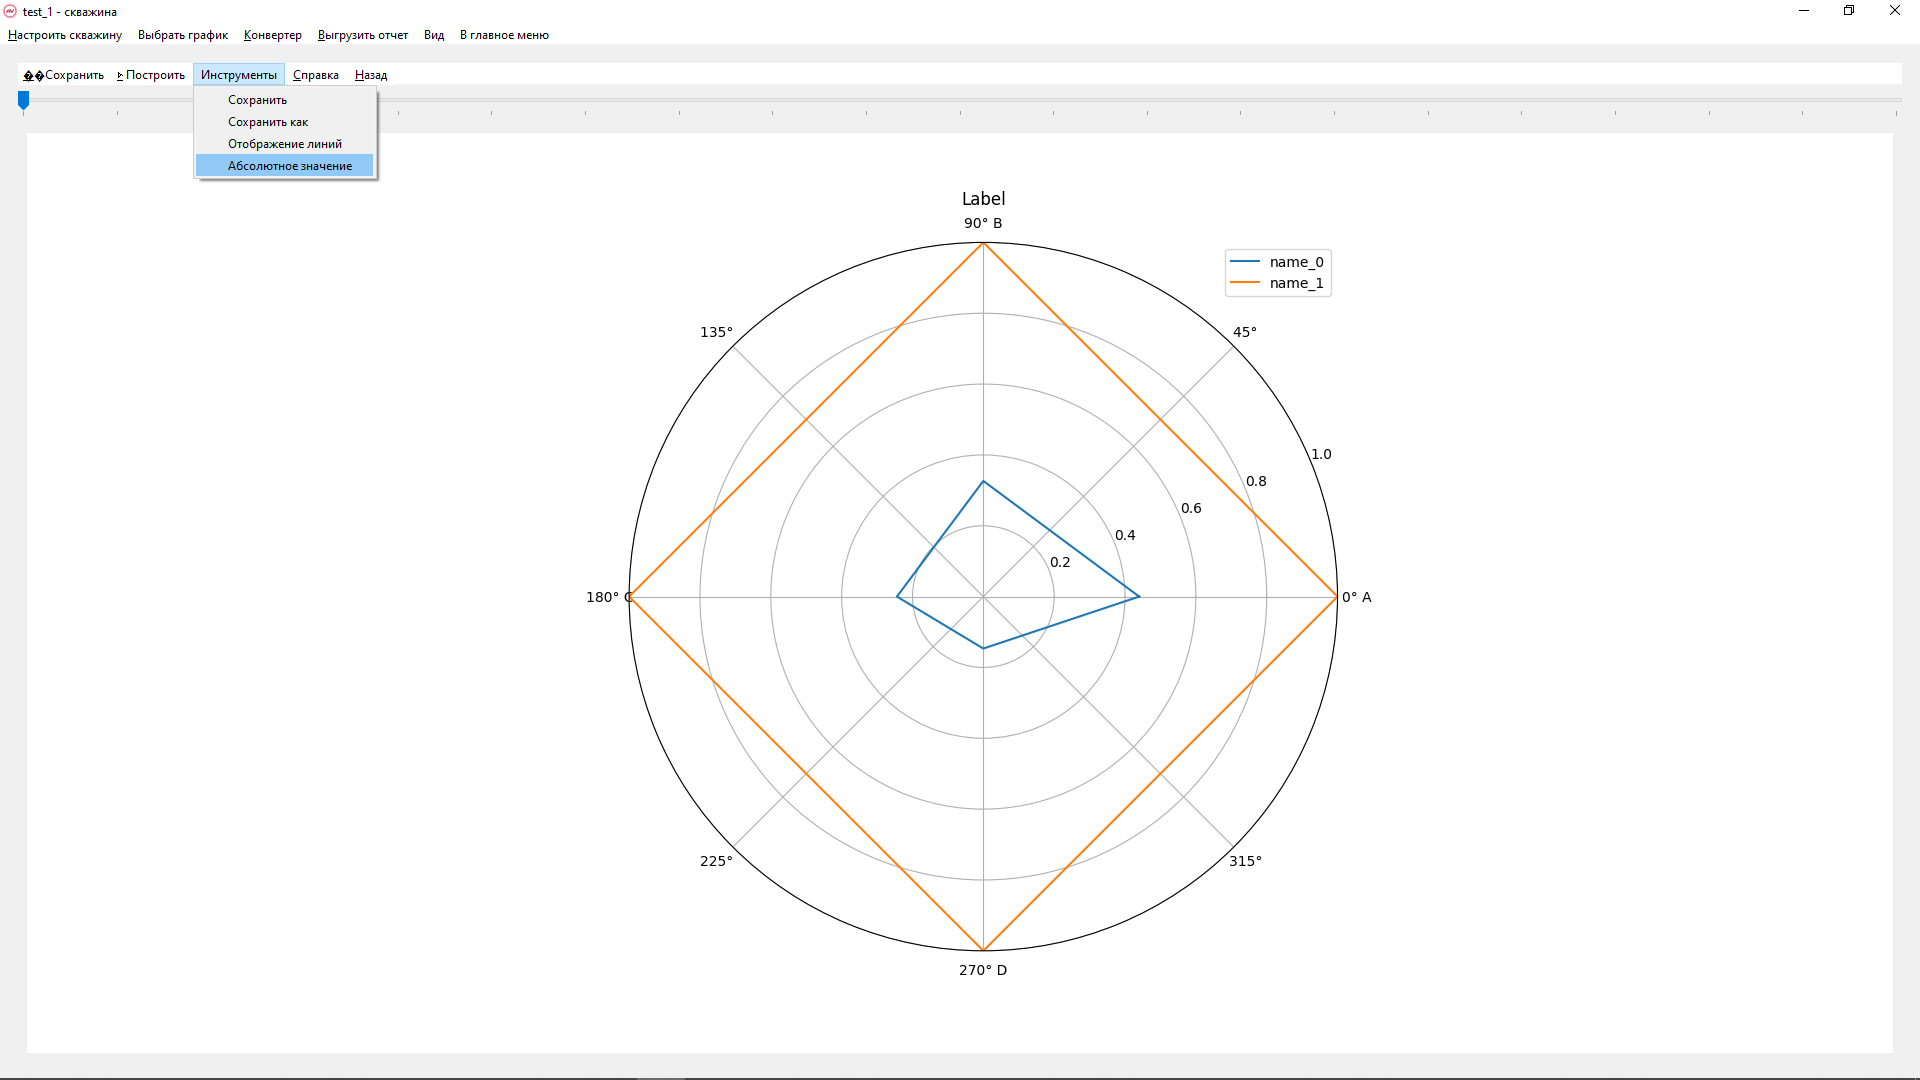 test_1 - скважина
Настроить скважину Выбрать график Конвертер Выгрузить отчет Вид В главное меню
��Сохранить Построить Инструменты Справка Назад
Сохранить
Сохранить как
Отображение линий
Абсолютное значение
Label
90° B
name_0
name_1
135°
45°
1.0
0.8
0.6
0.4
0.2
180° C
0° A
225°
315°
270° D